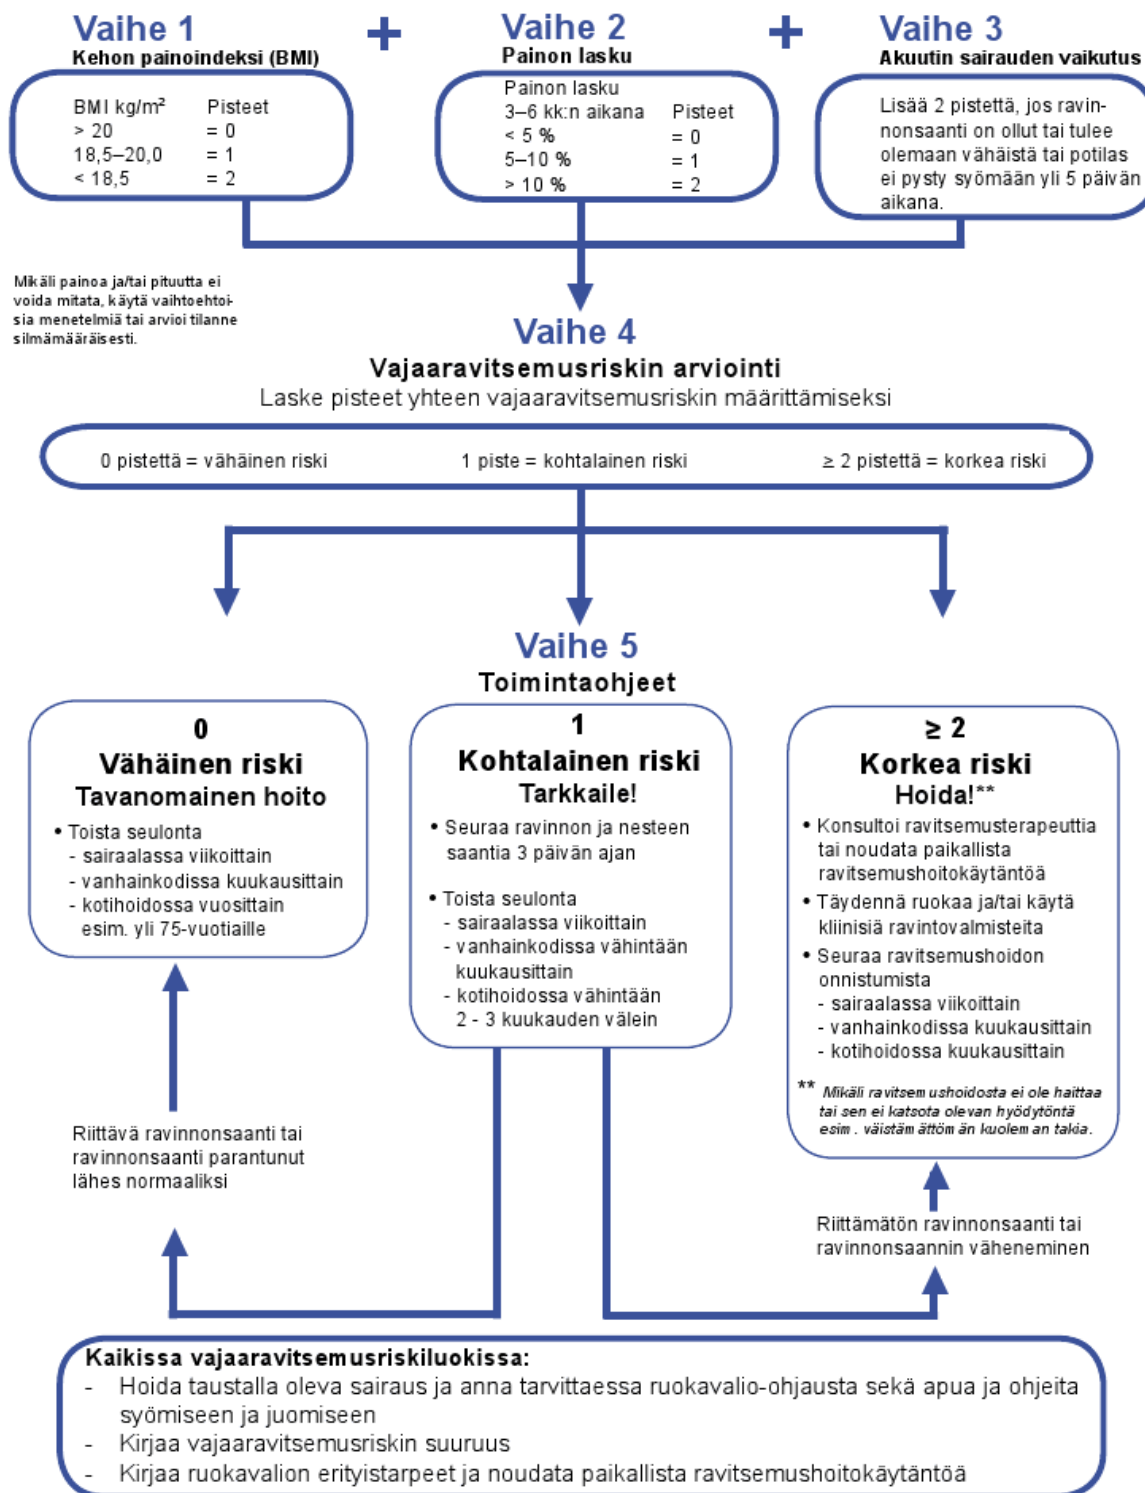 Vaihe 1
Kehon painoindeksi (BMI)
BMI kg/m² Pisteet
> 20 = 0
18,5–20,0 = 1
< 18,5 = 2
+
Vaihe 2
Painon lasku
Painon lasku
3–6 kk:n aikana Pisteet
< 5 % = 0
5–10 % = 1
> 10 % = 2
+
Vaihe 3
Akuutin sairauden vaikutus
Lisää 2 pistettä, jos ravin-
nonsaanti on ollut tai tulee
olemaan vähäistä tai potilas
ei pysty syömään yli 5 päivän
aikana.
Mikäli painoa ja/tai pituutta ei
voida mitata, käytä vaihtoehtoi-
sia menetelmiä tai arvioi tilanne
silmämääräisesti.
Vaihe 4
Vajaaravitsemusriskin arviointi
Laske pisteet yhteen vajaaravitsemusriskin määrittämiseksi
0 pistettä = vähäinen riski 1 piste = kohtalainen riski ≥ 2 pistettä = korkea riski
Vaihe 5
Toimintaohjeet
0
Vähäinen riski
Tavanomainen hoito
• Toista seulonta
- sairaalassa viikoittain
- vanhainkodissa kuukausittain
- kotihoidossa vuosittain
esim. yli 75-vuotiaille
1
Kohtalainen riski
Tarkkaile!
• Seuraa ravinnon ja nesteen
saantia 3 päivän ajan
• Toista seulonta
- sairaalassa viikoittain
- vanhainkodissa vähintään
kuukausittain
- kotihoidossa vähintään
2 - 3 kuukauden välein
≥ 2
Korkea riski
Hoida!**
• Konsultoi ravitsemusterapeuttia
tai noudata paikallista
ravitsemushoitokäytäntöä
• Täydennä ruokaa ja/tai käytä
kliinisiä ravintovalmisteita
• Seuraa ravitsemushoidon
onnistumista
- sairaalassa viikoittain
- vanhainkodissa kuukausittain
- kotihoidossa kuukausittain
** Mikäli ravitsemushoidosta ei ole haittaa
tai sen ei katsota olevan hyödytöntä
esim. väistämättömän kuoleman takia.
Riittävä ravinnonsaanti tai
ravinnonsaanti parantunut
lähes normaaliksi
Riittämätön ravinnonsaanti tai
ravinnonsaannin väheneminen
Kaikissa vajaaravitsemusriskiluokissa:
- Hoida taustalla oleva sairaus ja anna tarvittaessa ruokavalio-ohjausta sekä apua ja ohjeita
syömiseen ja juomiseen
- Kirjaa vajaaravitsemusriskin suuruus
- Kirjaa ruokavalion erityistarpeet ja noudata paikallista ravitsemushoitokäytäntöä